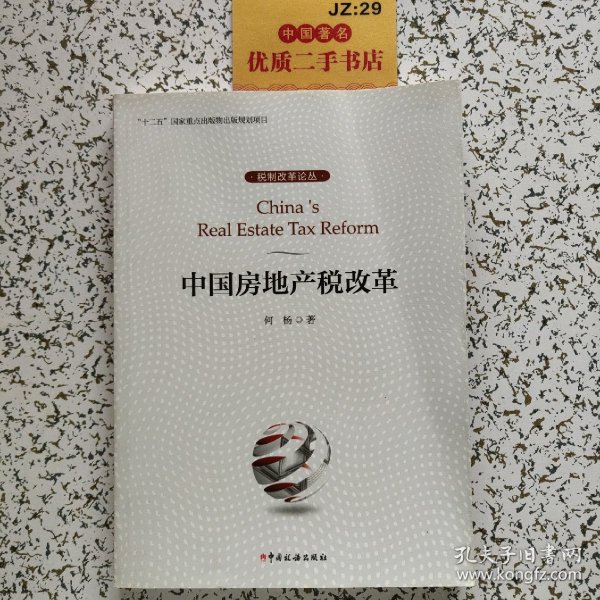 JZ:29
中国著名
优质二手书店
"十二五"国家重点出版物出版规划项目
·税制改革论丛·
China 's
Real Estate Tax Reform
中国房地产税改革
何 杨 著
中国税务出版社
孔夫子旧书网
www.kongfz.com